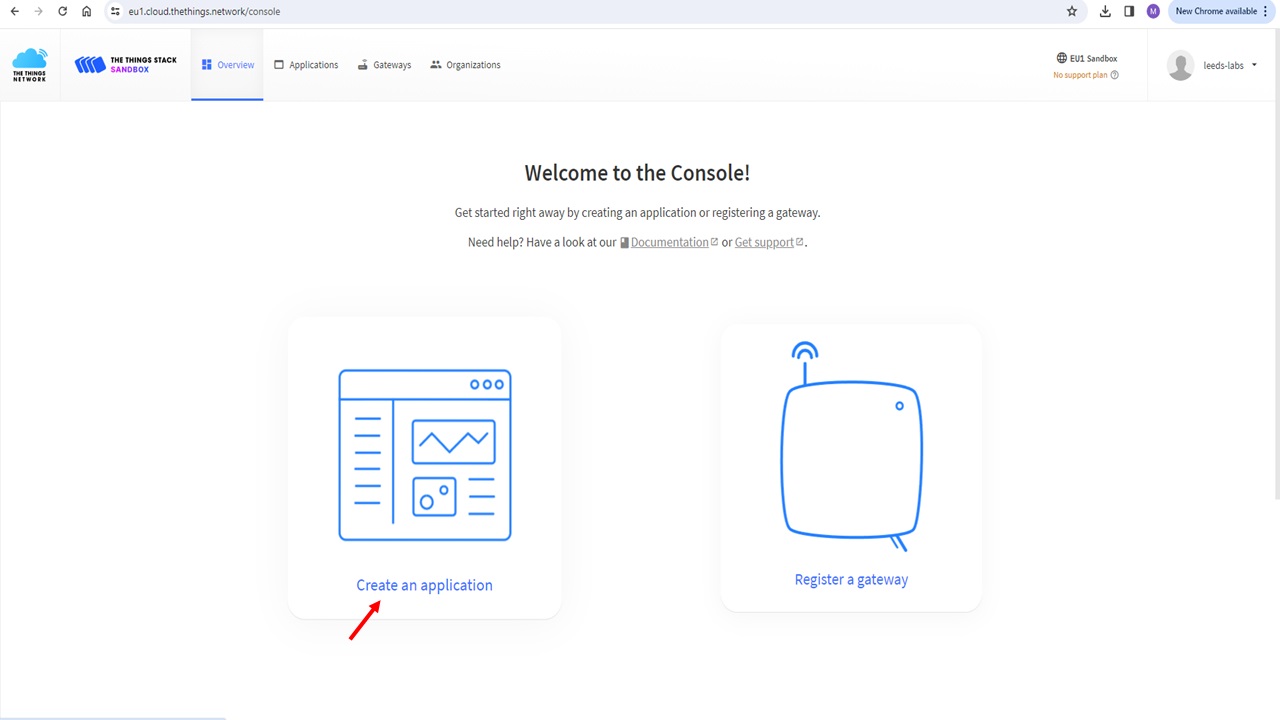 eu1.cloud.thethings.network/console
M
New Chrome available
THE THINGS
NETWORK
THE THINGS STACK
SANDBOX
Overview
Applications
Gateways
Organizations
EU1 Sandbox
No support plan
leeds-labs
Welcome to the Console!
Get started right away by creating an application or registering a gateway.
Need help? Have a look at our Documentation or Get support.
Create an application
Register a gateway